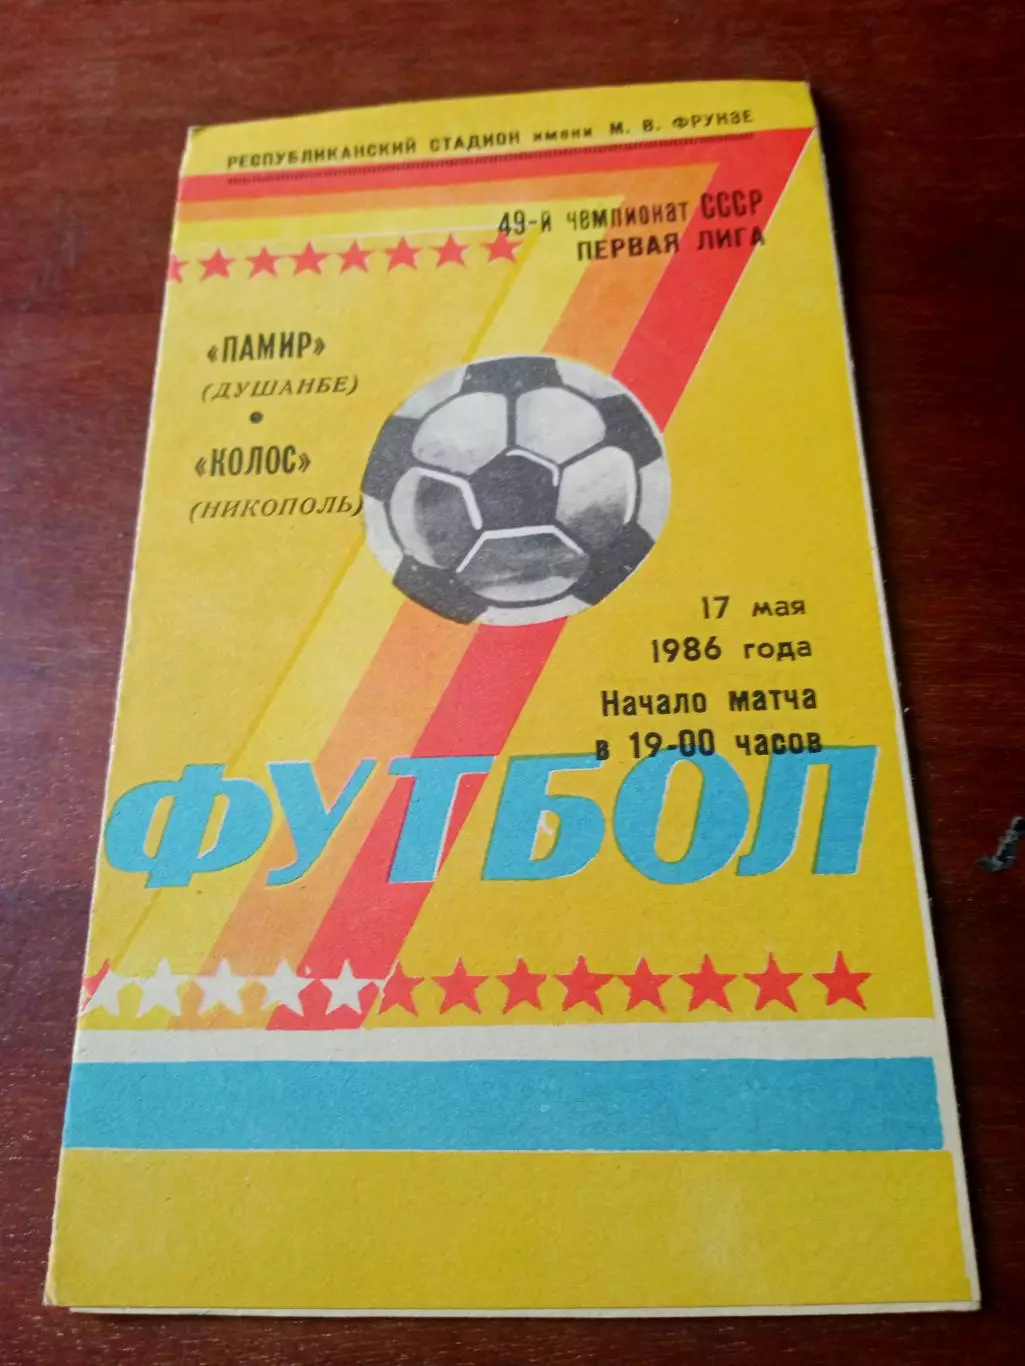 РЕСПУБЛИКАНСКИЙ СТАДИОН имени М. В. ФРУНЗЕ
49-й чемпионат СССР
ПЕРВАЯ ЛИГА
«ПАМИР»
(ДУШАНБЕ)
•
«КОЛОС»
(НИКОПОЛЬ)
17 мая
1986 года
Начало матча
в 19-00 часов
ФУТБОЛ